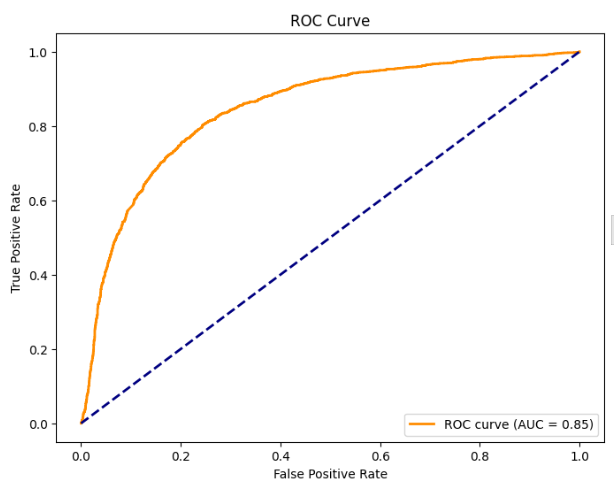 ROC Curve
1.0
0.8
0.6
0.4
0.2
0.0
True Positive Rate
ROC curve (AUC = 0.85)
0.0 0.2 0.4 0.6 0.8 1.0
False Positive Rate